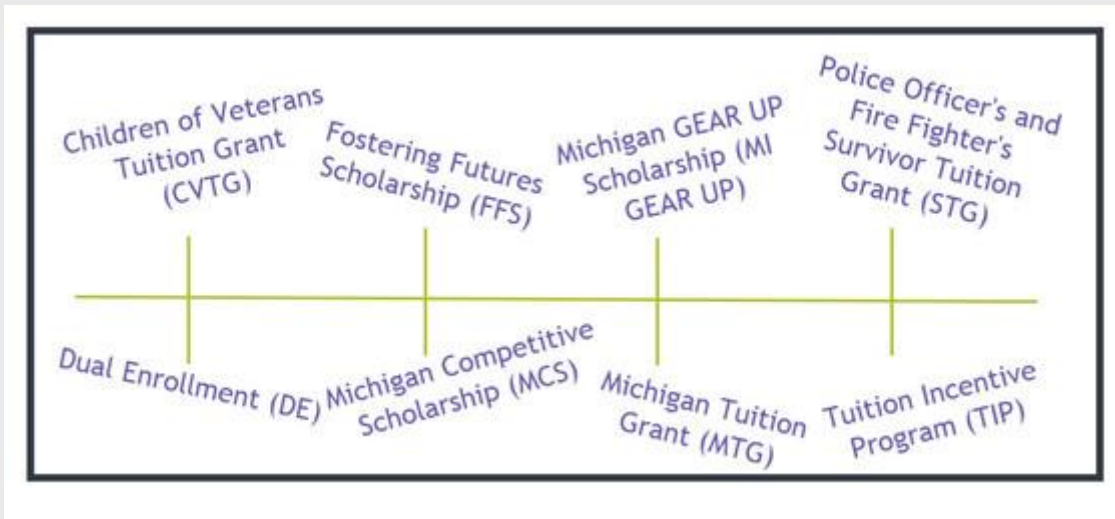 Children of Veterans
Tuition Grant
(CVTG)
Fostering Futures
Scholarship (FFS)
Michigan GEAR UP
Scholarship (MI
GEAR UP)
Police Officer's and
Fire Fighter's
Survivor Tuition
Grant (STG)
Dual Enrollment (DE)
Michigan Competitive
Scholarship (MCS)
Michigan Tuition
Grant (MTG)
Tuition Incentive
Program (TIP)